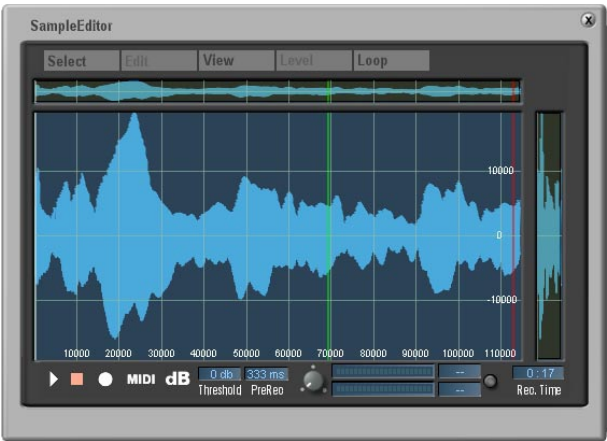 SampleEditor
x
Select Edit View Level Loop
10000
0
-10000
10000 20000 30000 40000 50000 60000 70000 80000 90000 100000 110000
MIDI dB 0 db 333 ms -- 0 : 17
Threshold PreRec -- Rec. Time